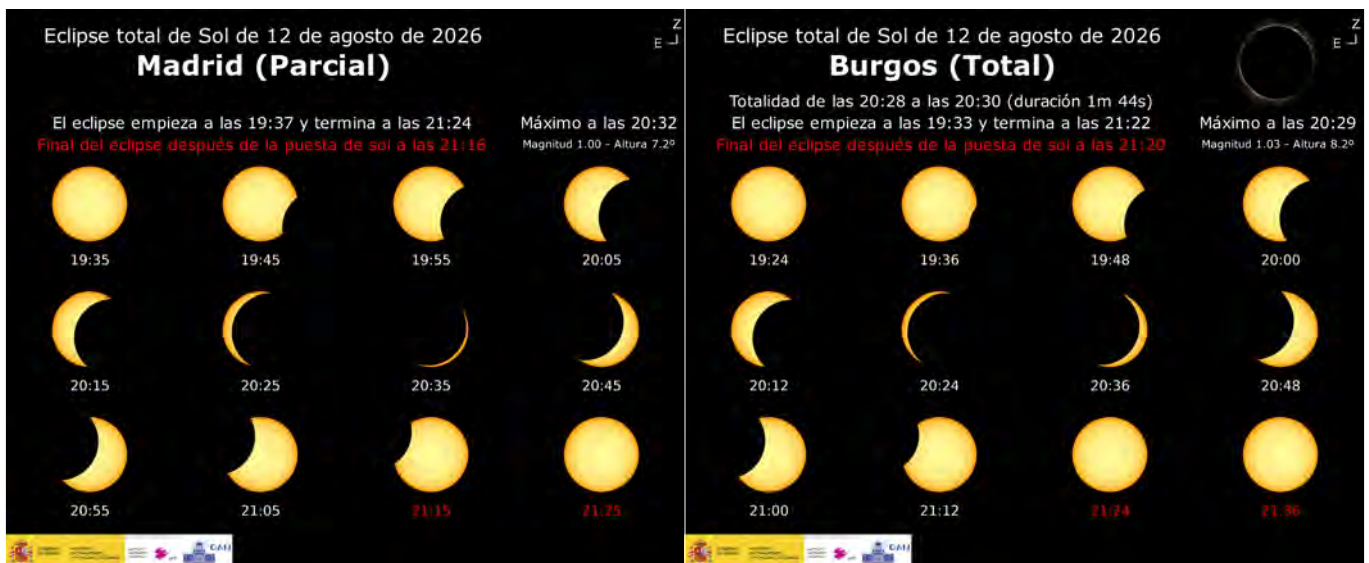 Eclipse total de Sol de 12 de agosto de 2026
Madrid (Parcial)
Z
E
El eclipse empieza a las 19:37 y termina a las 21:24
Máximo a las 20:32
Final del eclipse después de la puesta de sol a las 21:16
Magnitud 1.00 - Altura 7.2º
19:35 19:45 19:55 20:05
20:15 20:25 20:35 20:45
20:55 21:05 21:15 21:25
OAN
Eclipse total de Sol de 12 de agosto de 2026
Burgos (Total)
Z
E
Totalidad de las 20:28 a las 20:30 (duración 1m 44s)
El eclipse empieza a las 19:33 y termina a las 21:22
Máximo a las 20:29
Final del eclipse después de la puesta de sol a las 21:20
Magnitud 1.03 - Altura 8.2º
19:24 19:36 19:48 20:00
20:12 20:24 20:36 20:48
21:00 21:12 21:24 21:36
OAN